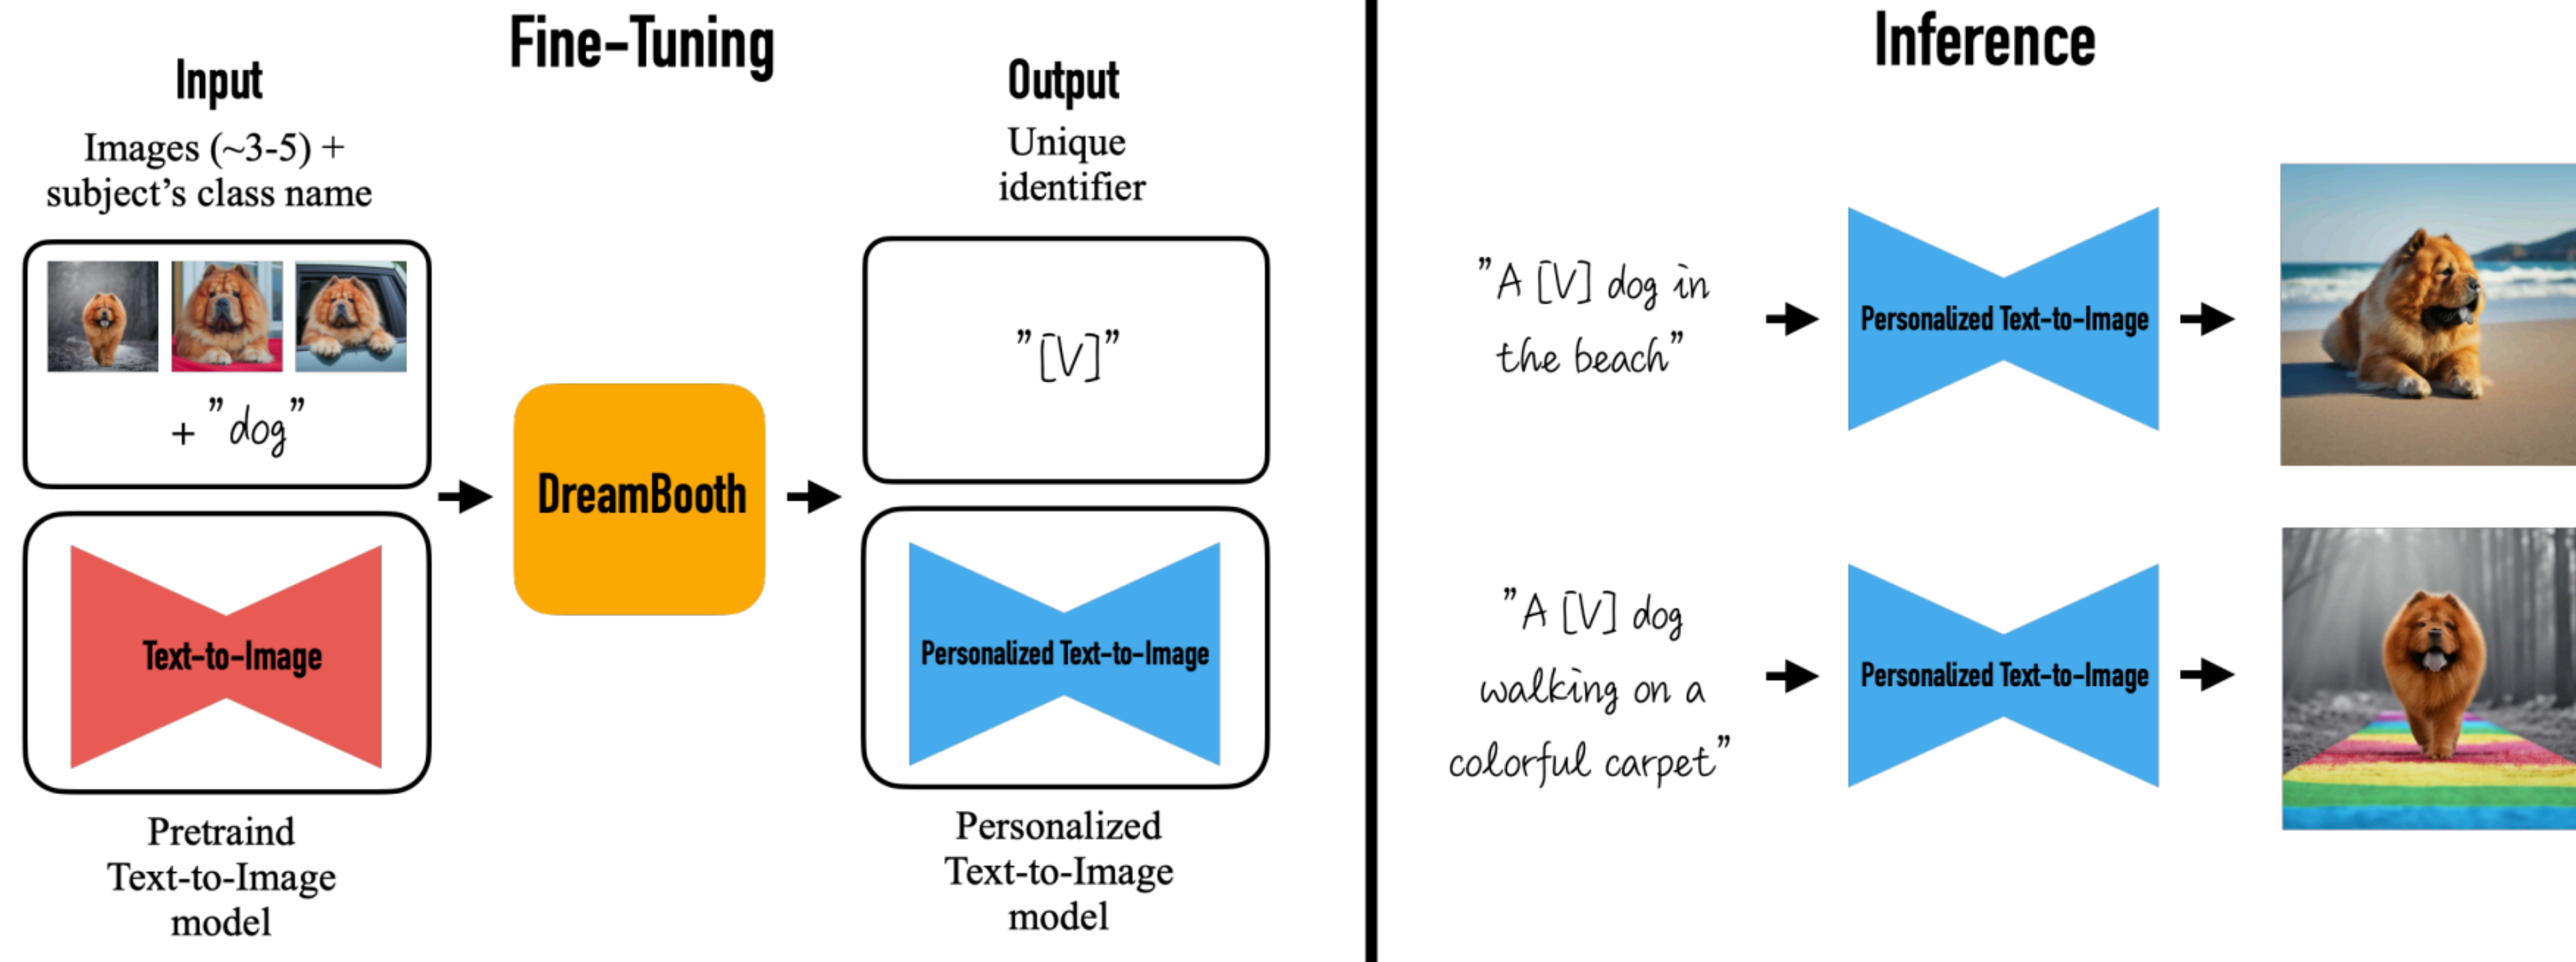 Fine-Tuning
Input
Images (~3-5) +
subject's class name
+ "dog"
Text-to-Image
Pretraind
Text-to-Image
model
DreamBooth
Output
Unique
identifier
"[V]"
Personalized Text-to-Image
Personalized
Text-to-Image
model
Inference
"A [V] dog in
the beach"
Personalized Text-to-Image
"A [V] dog
walking on a
colorful carpet"
Personalized Text-to-Image